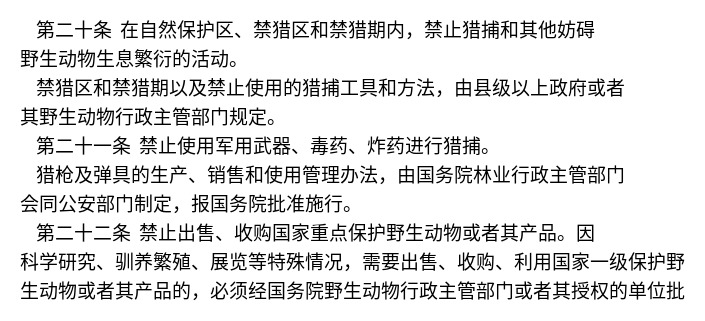 第二十条 在自然保护区、禁猎区和禁猎期内，禁止猎捕和其他妨碍
野生动物生息繁衍的活动。
禁猎区和禁猎期以及禁止使用的猎捕工具和方法，由县级以上政府或者
其野生动物行政主管部门规定。
第二十一条 禁止使用军用武器、毒药、炸药进行猎捕。
猎枪及弹具的生产、销售和使用管理办法，由国务院林业行政主管部门
会同公安部门制定，报国务院批准施行。
第二十二条 禁止出售、收购国家重点保护野生动物或者其产品。因
科学研究、驯养繁殖、展览等特殊情况，需要出售、收购、利用国家一级保护野
生动物或者其产品的，必须经国务院野生动物行政主管部门或者其授权的单位批